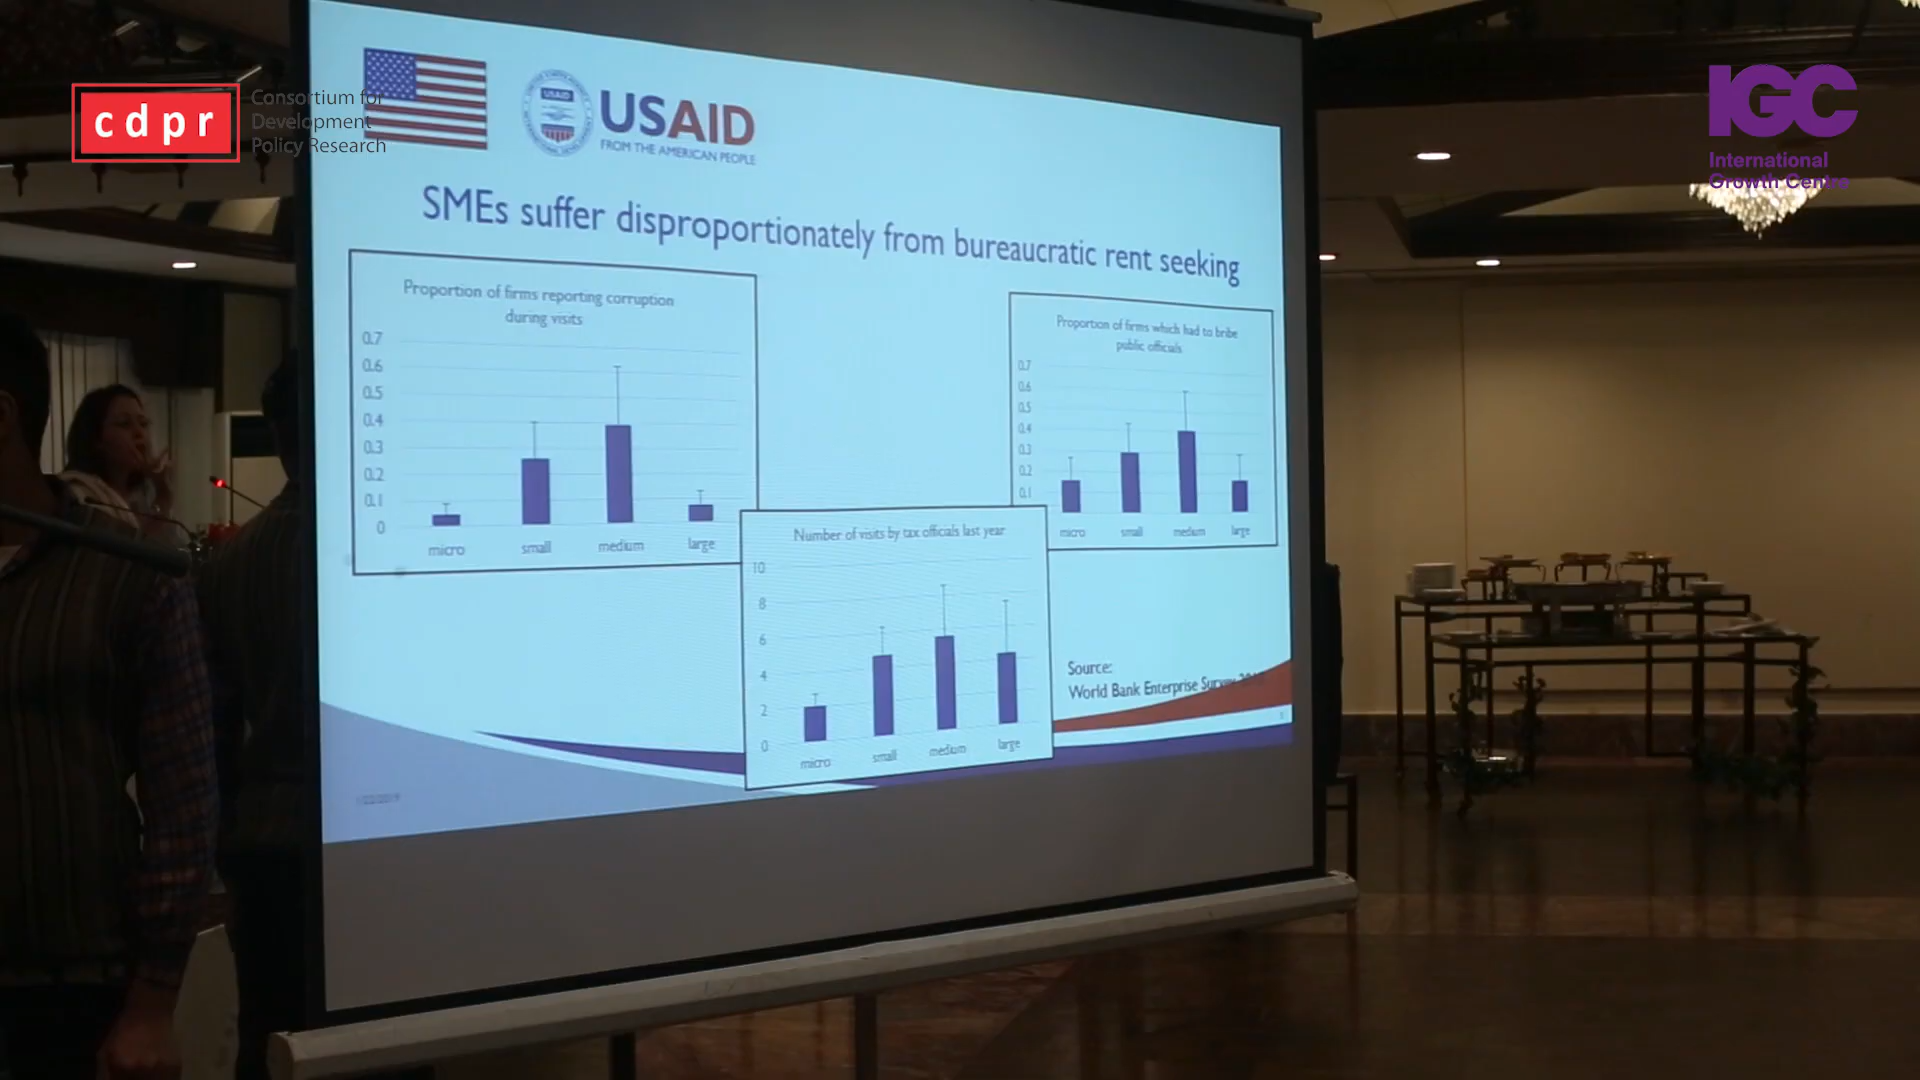 cdpr
Consortium for
Development
Policy Research
USAID
USAID
FROM THE AMERICAN PEOPLE
IGC
International
Growth Centre
SMEs suffer disproportionately from bureaucratic rent seeking
Proportion of firms reporting corruption
during visits
0.7
0.6
0.5
0.4
0.3
0.2
0.1
0
micro small medium large
Proportion of firms which had to bribe
public officials
0.7
0.6
0.5
0.4
0.3
0.2
0.1
micro small medium large
Number of visits by tax officials last year
10
8
6
4
2
0
micro small medium large
Source:
World Bank Enterprise Survey